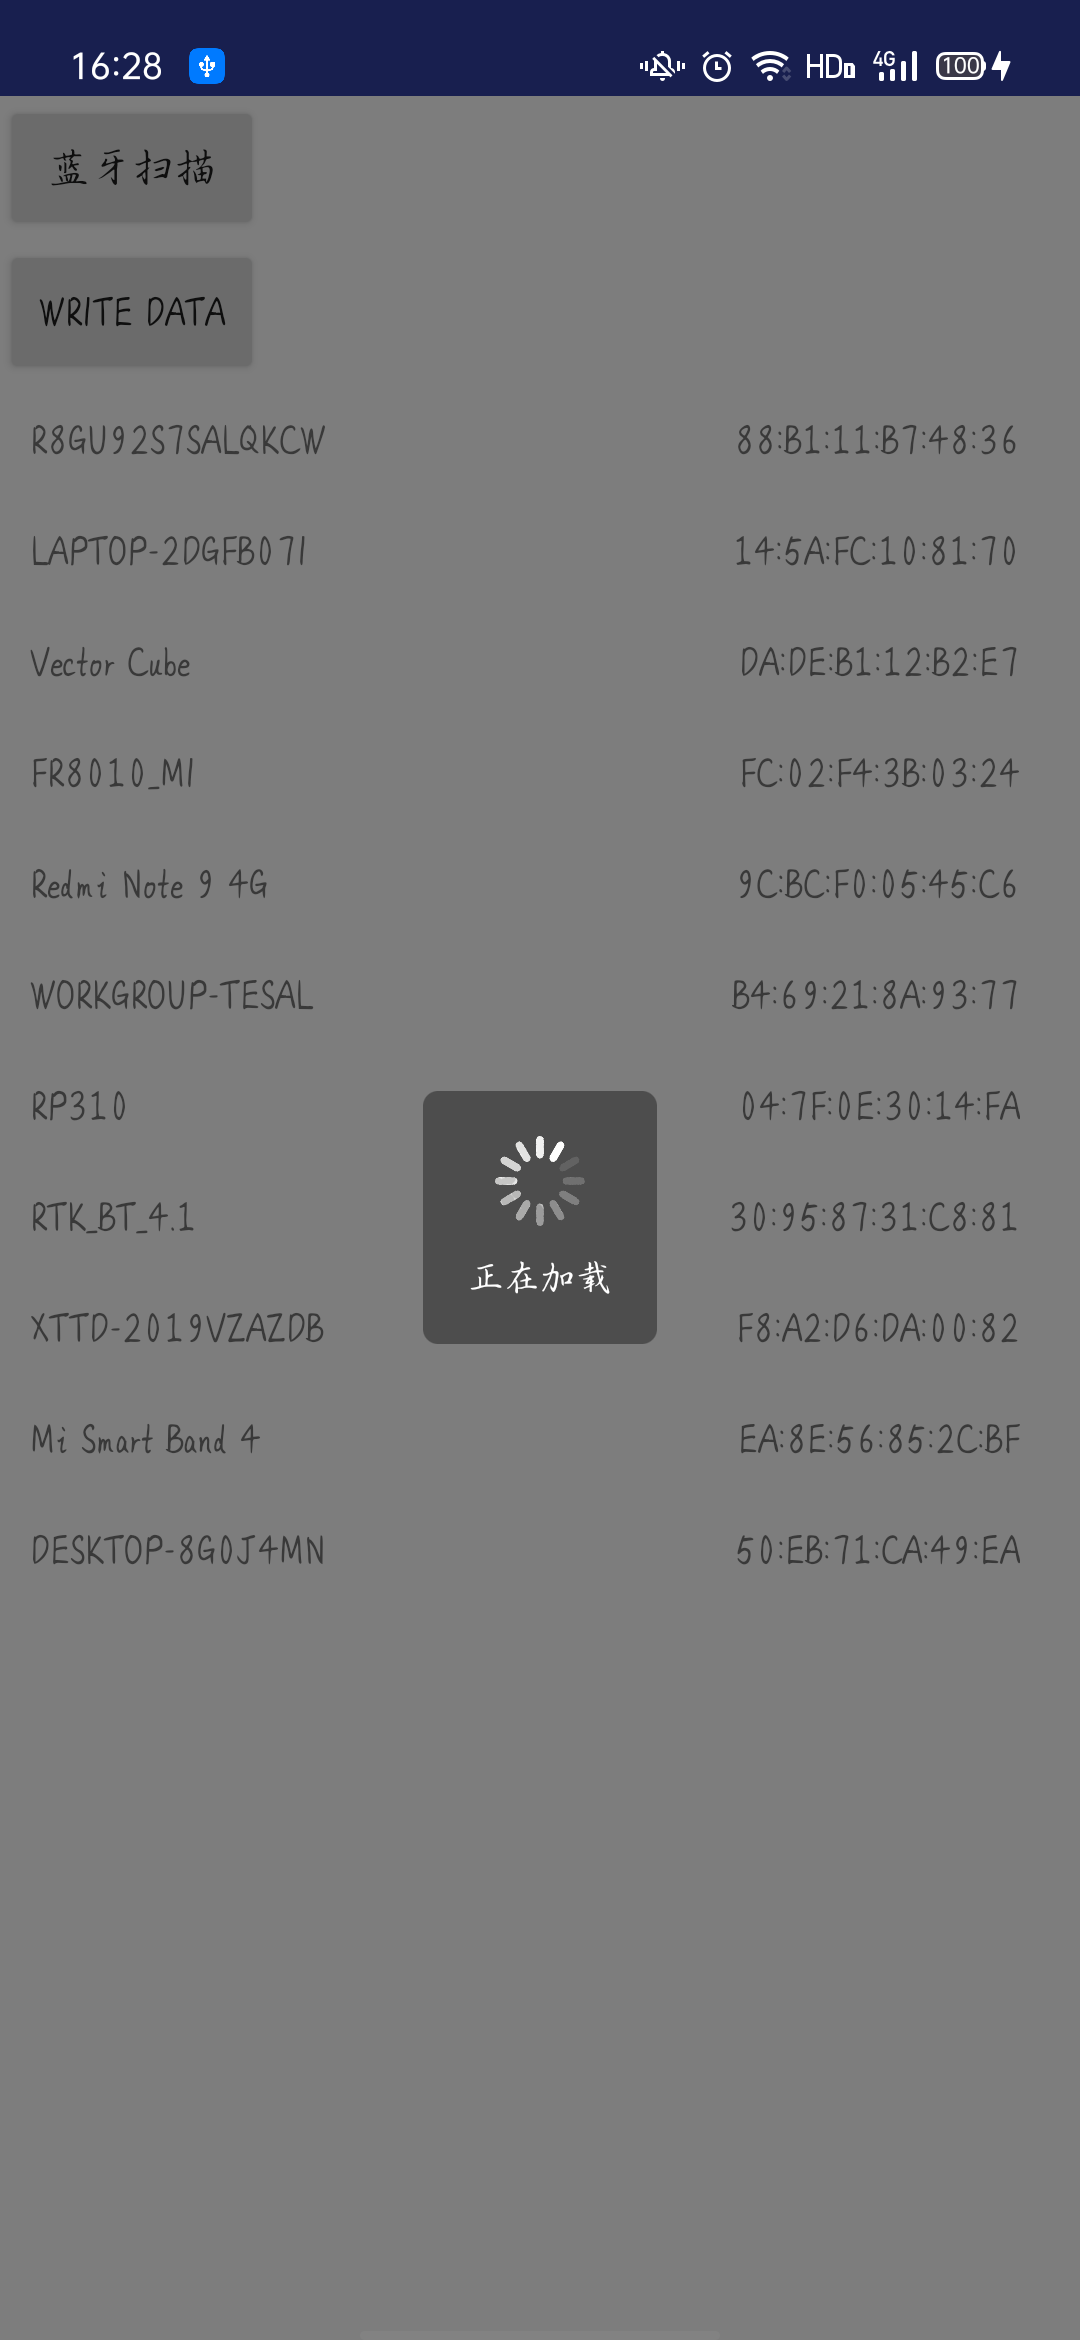 16:28 HD 4G 100
蓝牙扫描
WRITE DATA
R8GU92S7SALQKCW 88:B1:11:B7:48:36
LAPTOP-2DGFB07I 14:5A:FC:10:81:70
Vector Cube DA:DE:B1:12:B2:E7
FR8010_MI FC:02:F4:3B:03:24
Redmi Note 9 4G 9C:BC:F0:05:45:C6
WORKGROUP-TESAL B4:69:21:8A:93:77
RP310 04:7F:0E:30:14:FA
RTK_BT_4.1 30:95:87:31:C8:81
正在加载
XTTD-2019VZAZDB F8:A2:D6:DA:00:82
Mi Smart Band 4 EA:8E:56:85:2C:BF
DESKTOP-8G0J4MN 50:EB:71:CA:49:EA